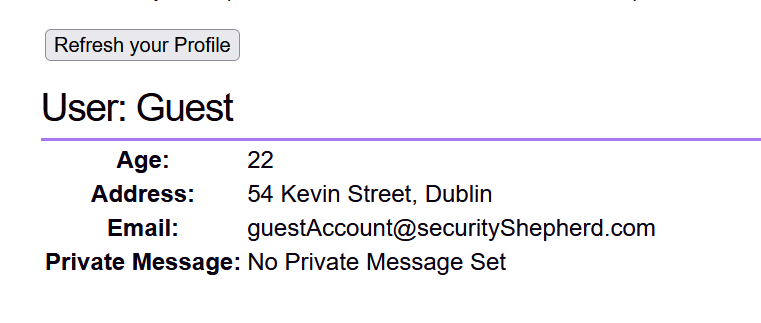 Refresh your Profile
User: Guest
Age: 22
Address: 54 Kevin Street, Dublin
Email: guestAccount@securityShepherd.com
Private Message: No Private Message Set